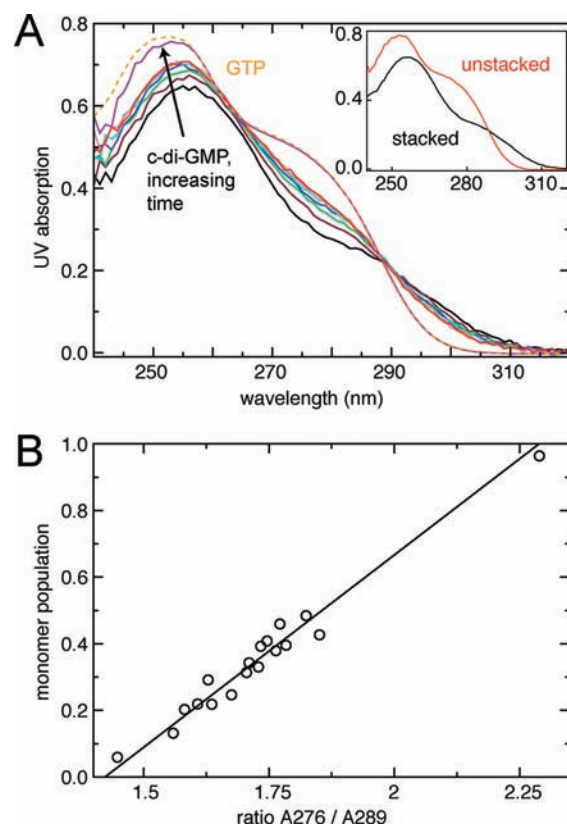 A
0.8
0.6
0.4
0.2
0.0
UV absorption
GTP
c-di-GMP,
increasing
time
250
270
290
310
wavelength (nm)
0.8
0.4
0.0
unstacked
stacked
250
280
310
B
1.0
0.8
0.6
0.4
0.2
0.0
monomer population
1.5
1.75
2
2.25
ratio A276 / A289